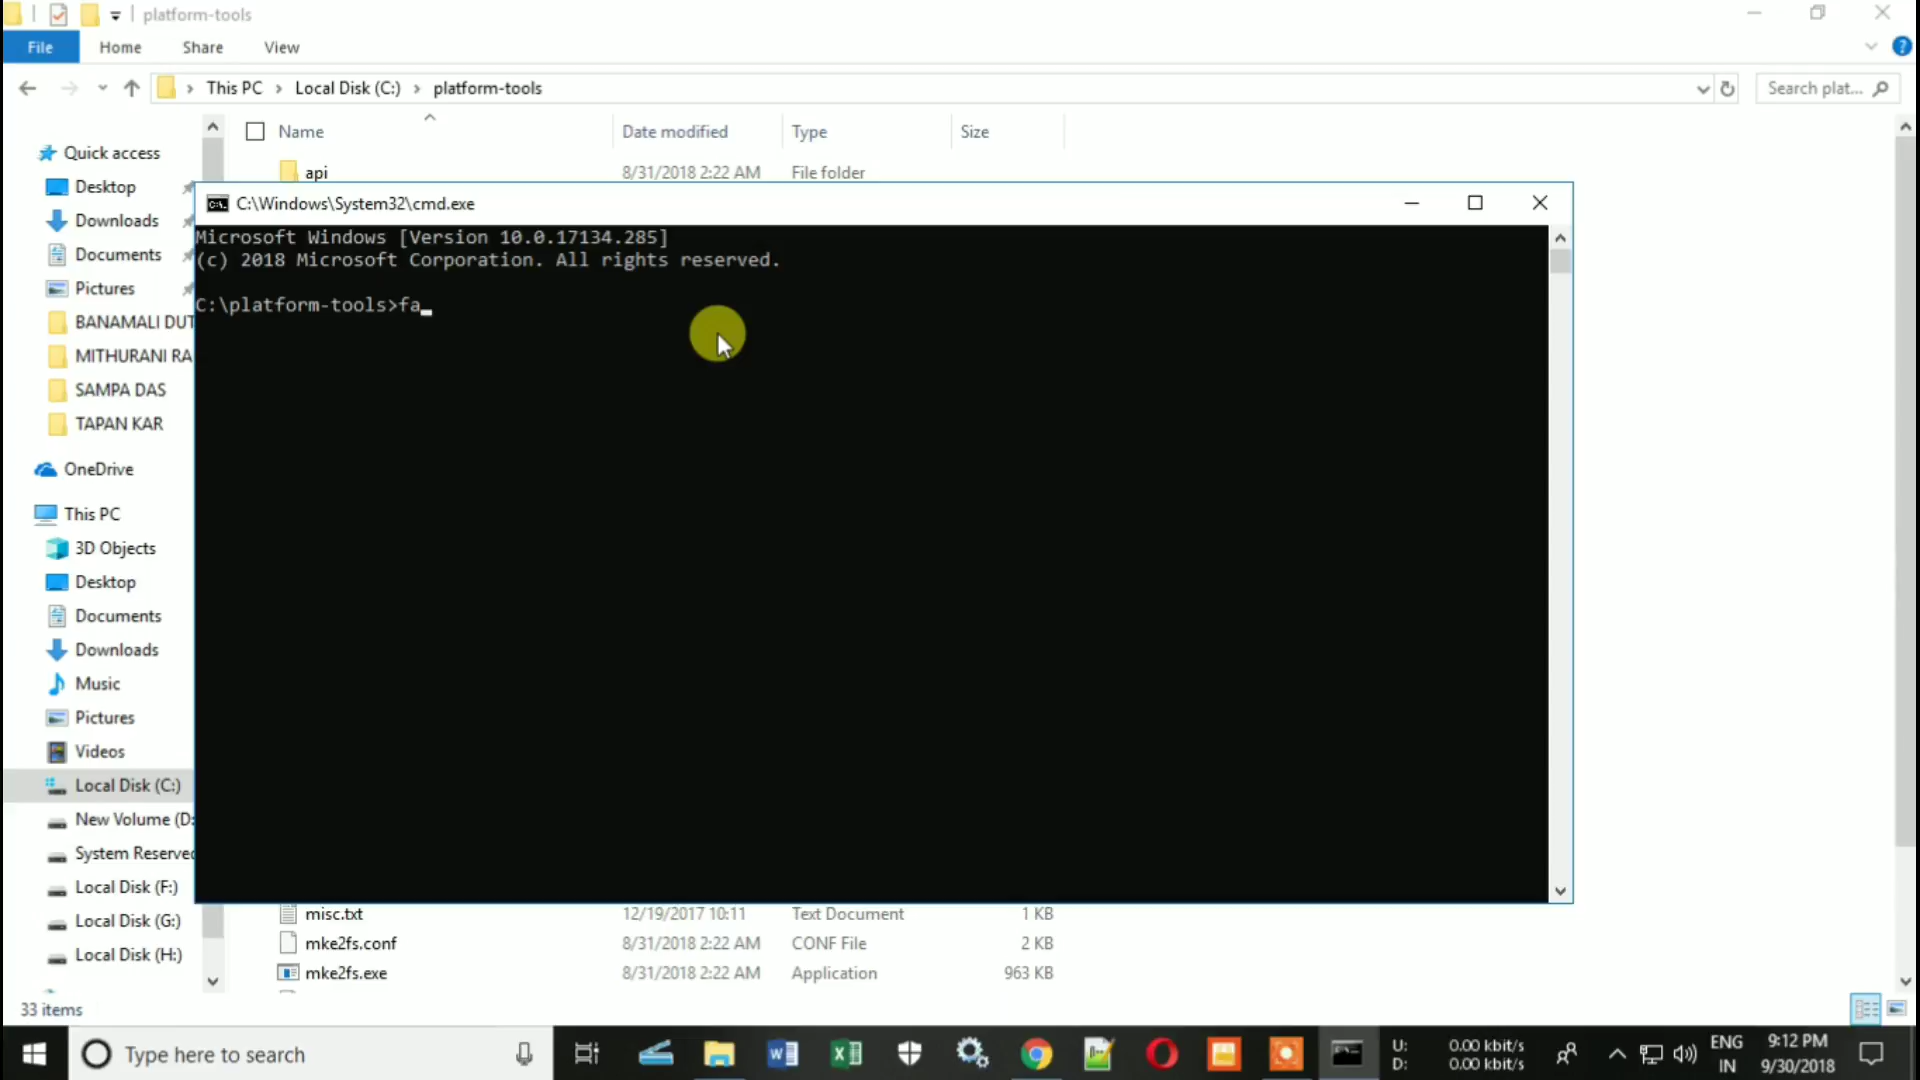 platform-tools
File Home Share View
This PC Local Disk (C:) platform-tools
Search plat...
Name Date modified Type Size
api 8/31/2018 2:22 AM File folder
Quick access
Desktop
Downloads
Documents
Pictures
BANAMALI DUT
MITHURANI RA
SAMPA DAS
TAPAN KAR
OneDrive
This PC
3D Objects
Desktop
Documents
Downloads
Music
Pictures
Videos
Local Disk (C:)
New Volume (D:
System Reserved
Local Disk (F:)
Local Disk (G:)
Local Disk (H:)
C:\Windows\System32\cmd.exe
Microsoft Windows [Version 10.0.17134.285]
(c) 2018 Microsoft Corporation. All rights reserved.
C:\platform-tools>fa_
misc.txt 12/19/2017 10:11 Text Document 1 KB
mke2fs.conf 8/31/2018 2:22 AM CONF File 2 KB
mke2fs.exe 8/31/2018 2:22 AM Application 963 KB
33 items
Type here to search
U: 0.00 kbit/s
D: 0.00 kbit/s
ENG
IN
9:12 PM
9/30/2018